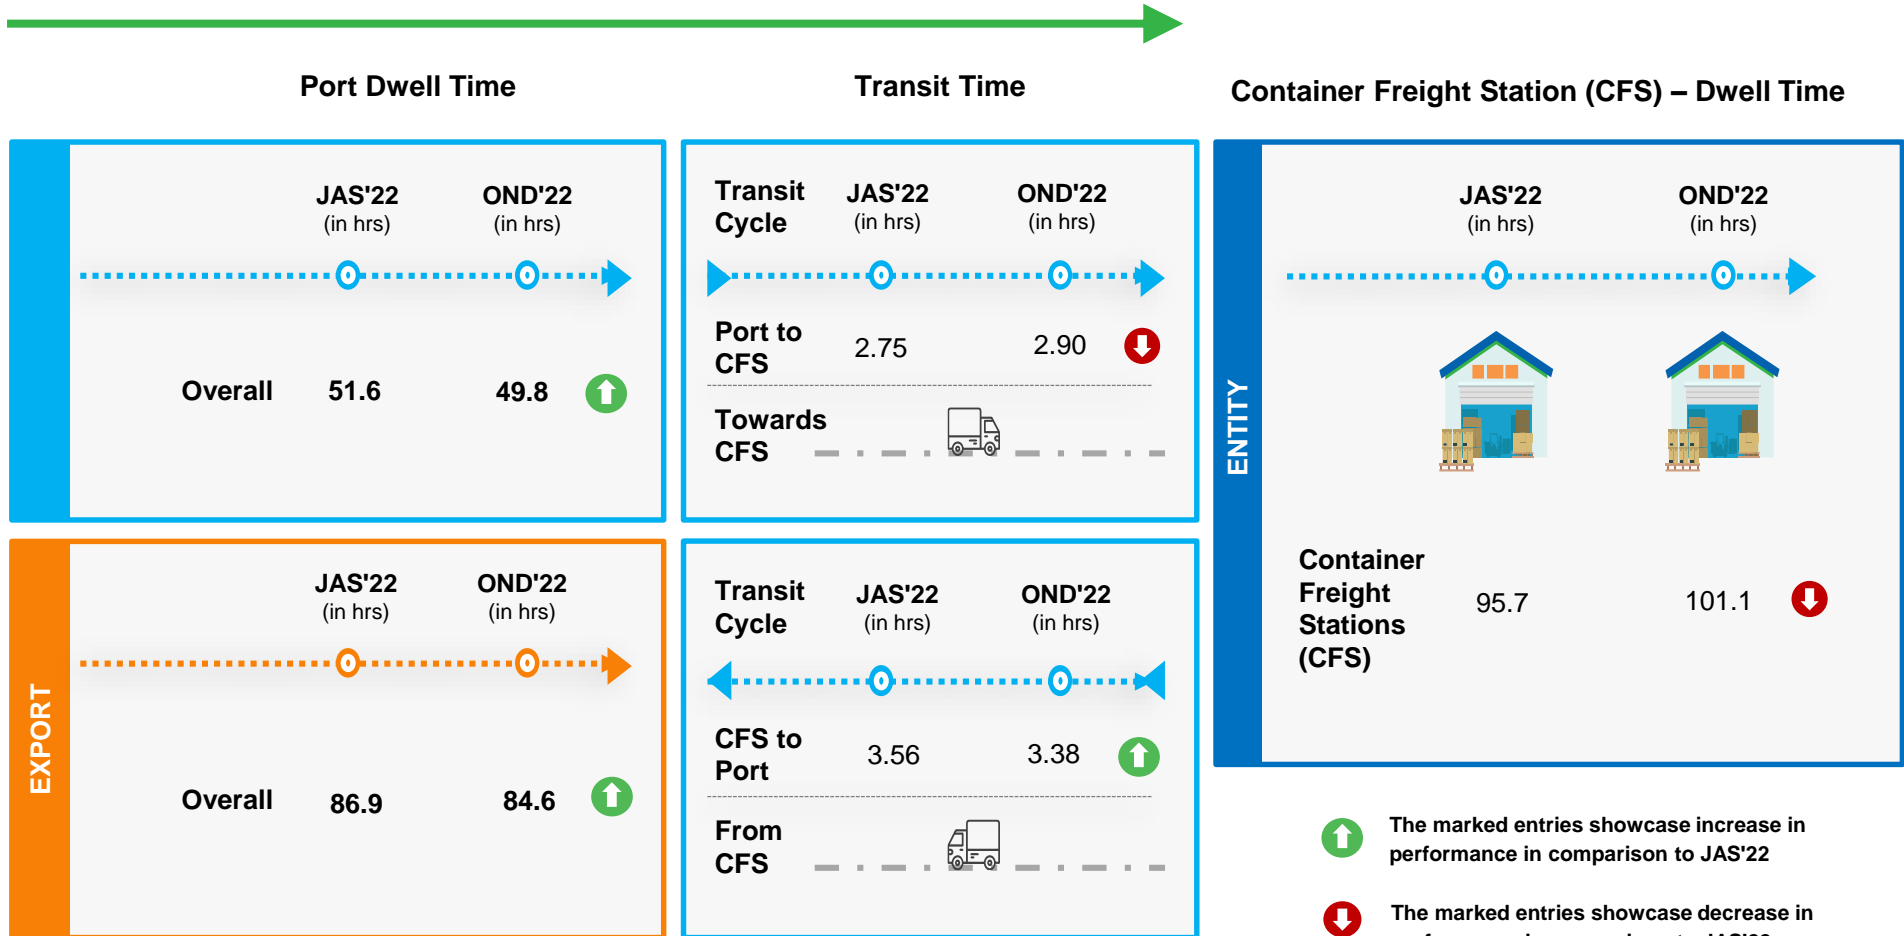 Port Dwell Time
Transit Time
Container Freight Station (CFS) – Dwell Time
JAS'22
(in hrs)
OND'22
(in hrs)
Overall
51.6
49.8
Transit
Cycle
JAS'22
(in hrs)
OND'22
(in hrs)
Port to
CFS
2.75
2.90
Towards
CFS
ENTITY
JAS'22
(in hrs)
OND'22
(in hrs)
Container
Freight
Stations
(CFS)
95.7
101.1
EXPORT
JAS'22
(in hrs)
OND'22
(in hrs)
Overall
86.9
84.6
Transit
Cycle
JAS'22
(in hrs)
OND'22
(in hrs)
CFS to
Port
3.56
3.38
From
CFS
The marked entries showcase increase in
performance in comparison to JAS'22
The marked entries showcase decrease in